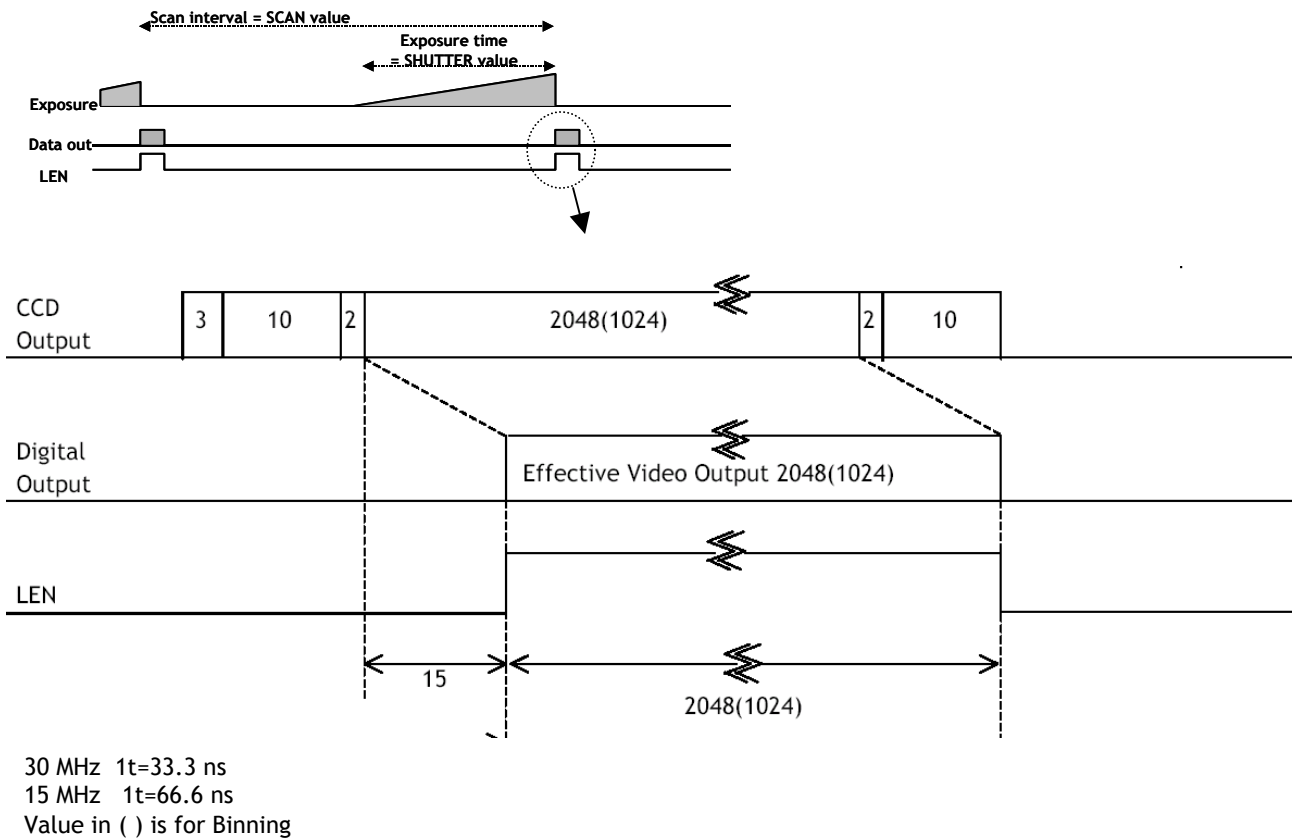 Scan interval = SCAN value
Exposure time
= SHUTTER value
Exposure
Data out
LEN
CCD
Output
3
10
2
2048(1024)
2
10
Digital
Output
Effective Video Output 2048(1024)
LEN
15
2048(1024)
30 MHz 1t=33.3 ns
15 MHz 1t=66.6 ns
Value in ( ) is for Binning